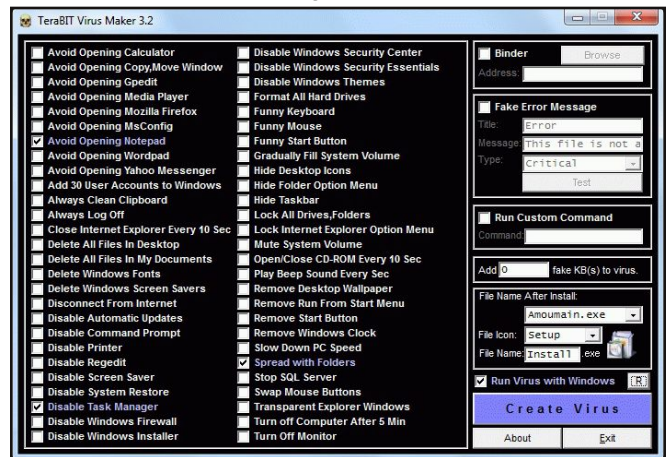 TeraBIT Virus Maker 3.2
Avoid Opening Calculator
Avoid Opening Copy,Move Window
Avoid Opening Gpedit
Avoid Opening Media Player
Avoid Opening Mozilla Firefox
Avoid Opening MsConfig
Avoid Opening Notepad
Avoid Opening Wordpad
Avoid Opening Yahoo Messenger
Add 30 User Accounts to Windows
Always Clean Clipboard
Always Log Off
Close Internet Explorer Every 10 Sec
Delete All Files In Desktop
Delete All Files In My Documents
Delete Windows Fonts
Delete Windows Screen Savers
Disconnect From Internet
Disable Automatic Updates
Disable Command Prompt
Disable Printer
Disable Regedit
Disable Screen Saver
Disable System Restore
Disable Task Manager
Disable Windows Firewall
Disable Windows Installer
Disable Windows Security Center
Disable Windows Security Essentials
Disable Windows Themes
Format All Hard Drives
Funny Keyboard
Funny Mouse
Funny Start Button
Gradually Fill System Volume
Hide Desktop Icons
Hide Folder Option Menu
Hide Taskbar
Lock All Drives,Folders
Lock Internet Explorer Option Menu
Mute System Volume
Open/Close CD-ROM Every 10 Sec
Play Beep Sound Every Sec
Remove Desktop Wallpaper
Remove Run From Start Menu
Remove Start Button
Remove Windows Clock
Slow Down PC Speed
Spread with Folders
Stop SQL Server
Swap Mouse Buttons
Transparent Explorer Windows
Turn off Computer After 5 Min
Turn Off Monitor
Binder Browse
Address:
Fake Error Message
Title: Error
Message: This file is not a
Type: Critical
Test
Run Custom Command
Command:
Add 0 fake KB(s) to virus.
File Name After Install:
Amoumain.exe
File Icon: Setup
File Name: Install .exe
Run Virus with Windows [R]
Create Virus
About Exit